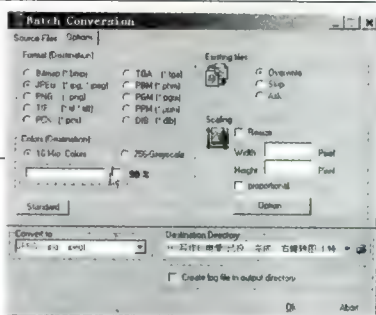 Batch Conversion
Source Files Options
Format (Destination)
Bitmap (*.bmp)
JPEG (*.jpg, *.jpeg)
PNG (*.png)
TIF (*.tif *.tiff)
PCX (*.pcx)
TGA (*.tga)
PBM (*.pbm)
PGM (*.pgm)
PPM (*.ppm)
DIB (*.dib)
Existing files
Overwrite
Skip
Ask
Scaling
Resize
Width Pixel
Height Pixel
proportional
Option
Colors (Destination)
16 Mio Colors
256 Greyscale
90 %
Standard
Convert to
Destination Directory
Create log file in output directory
Ok
Abort